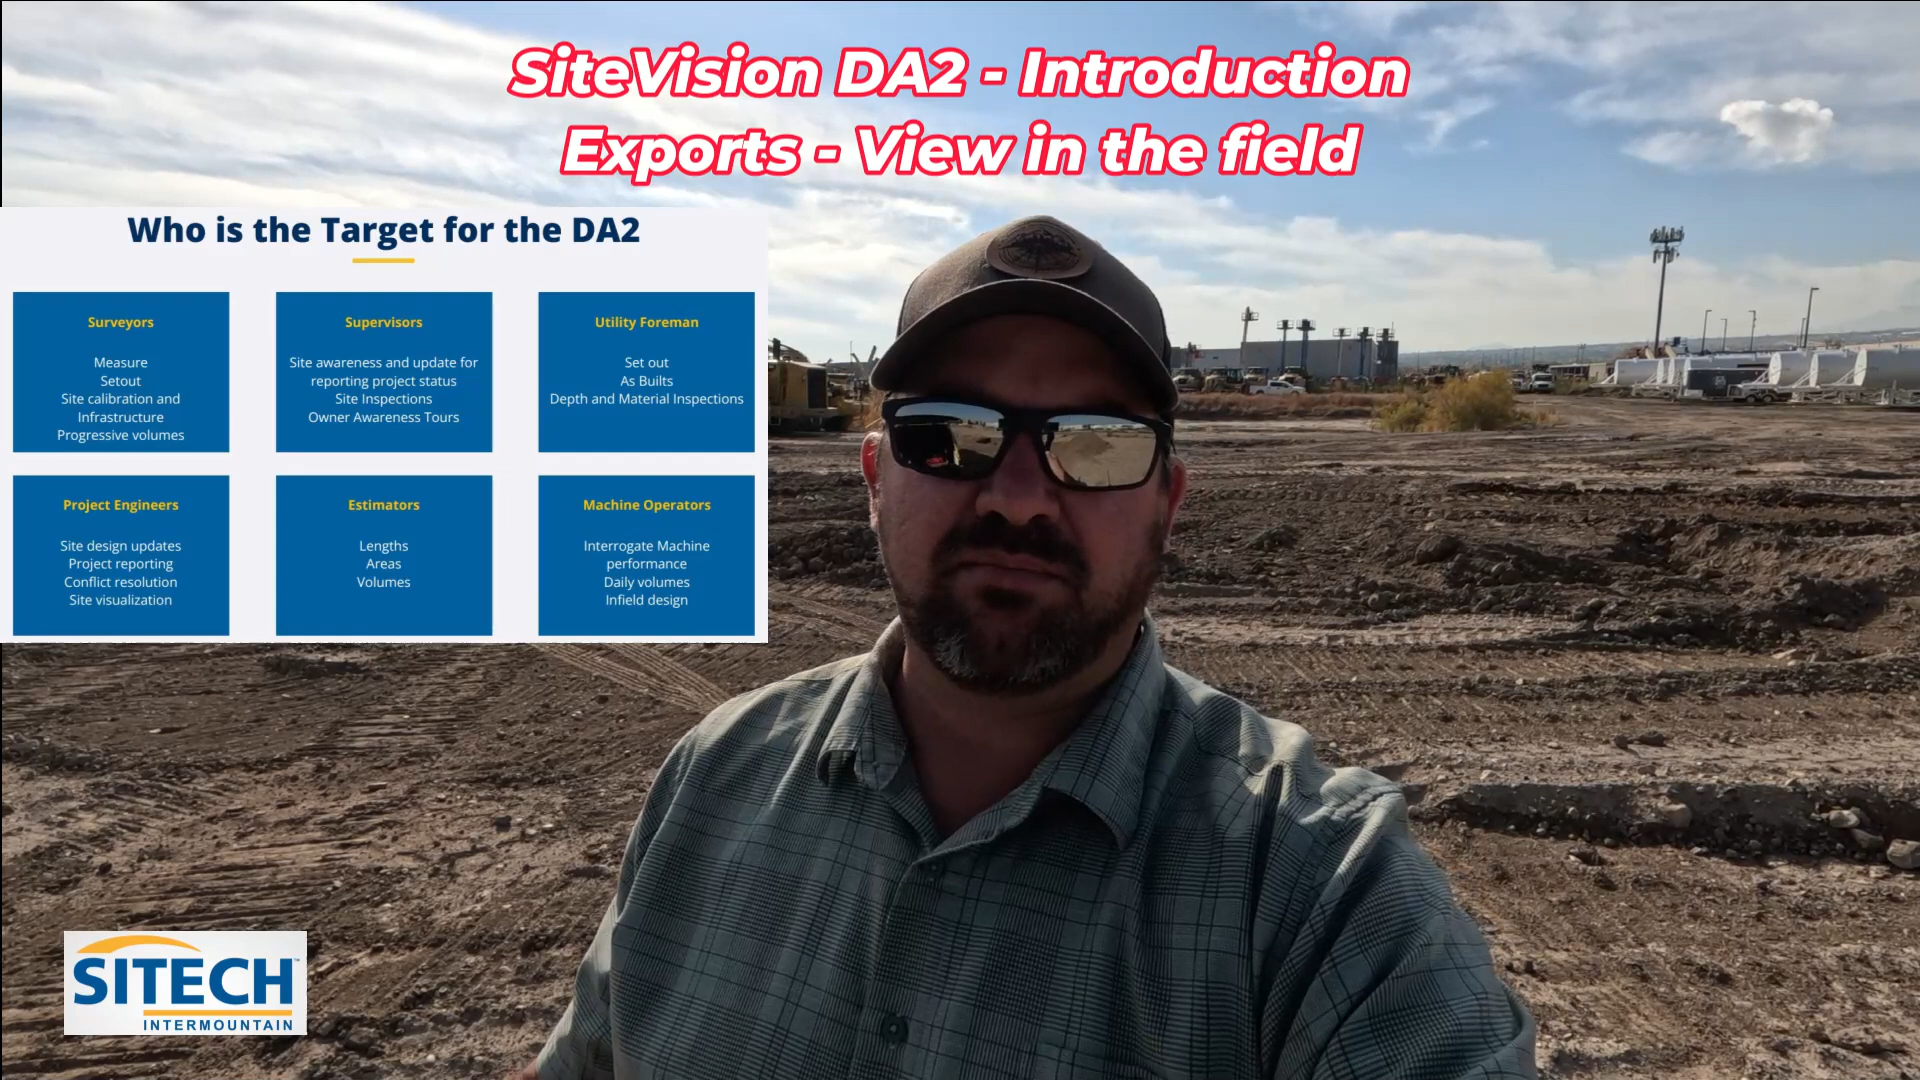 SiteVision DA2 - Introduction
Exports - View in the field
Who is the Target for the DA2
Surveyors
Measure
Setout
Site calibration and
Infrastructure
Progressive volumes
Supervisors
Site awareness and update for
reporting project status
Site Inspections
Owner Awareness Tours
Utility Foreman
Set out
As Builts
Depth and Material Inspections
Project Engineers
Site design updates
Project reporting
Conflict resolution
Site visualization
Estimators
Lengths
Areas
Volumes
Machine Operators
Interrogate Machine
performance
Daily volumes
Infield design
SITECH™
INTERMOUNTAIN